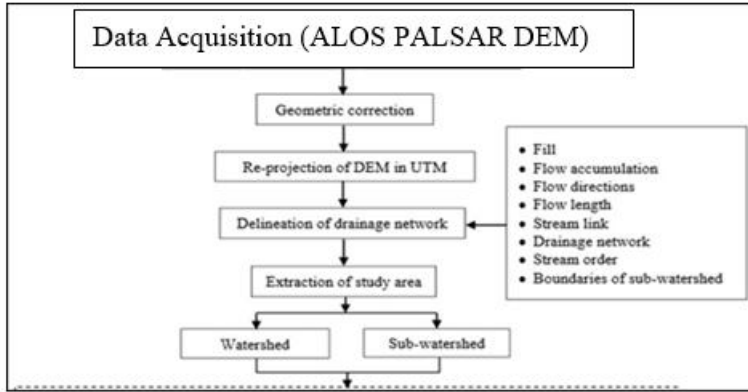 Data Acquisition (ALOS PALSAR DEM)
Geometric correction
Re-projection of DEM in UTM
Delineation of drainage network
• Fill
• Flow accumulation
• Flow directions
• Flow length
• Stream link
• Drainage network
• Stream order
• Boundaries of sub-watershed
Extraction of study area
Watershed
Sub-watershed